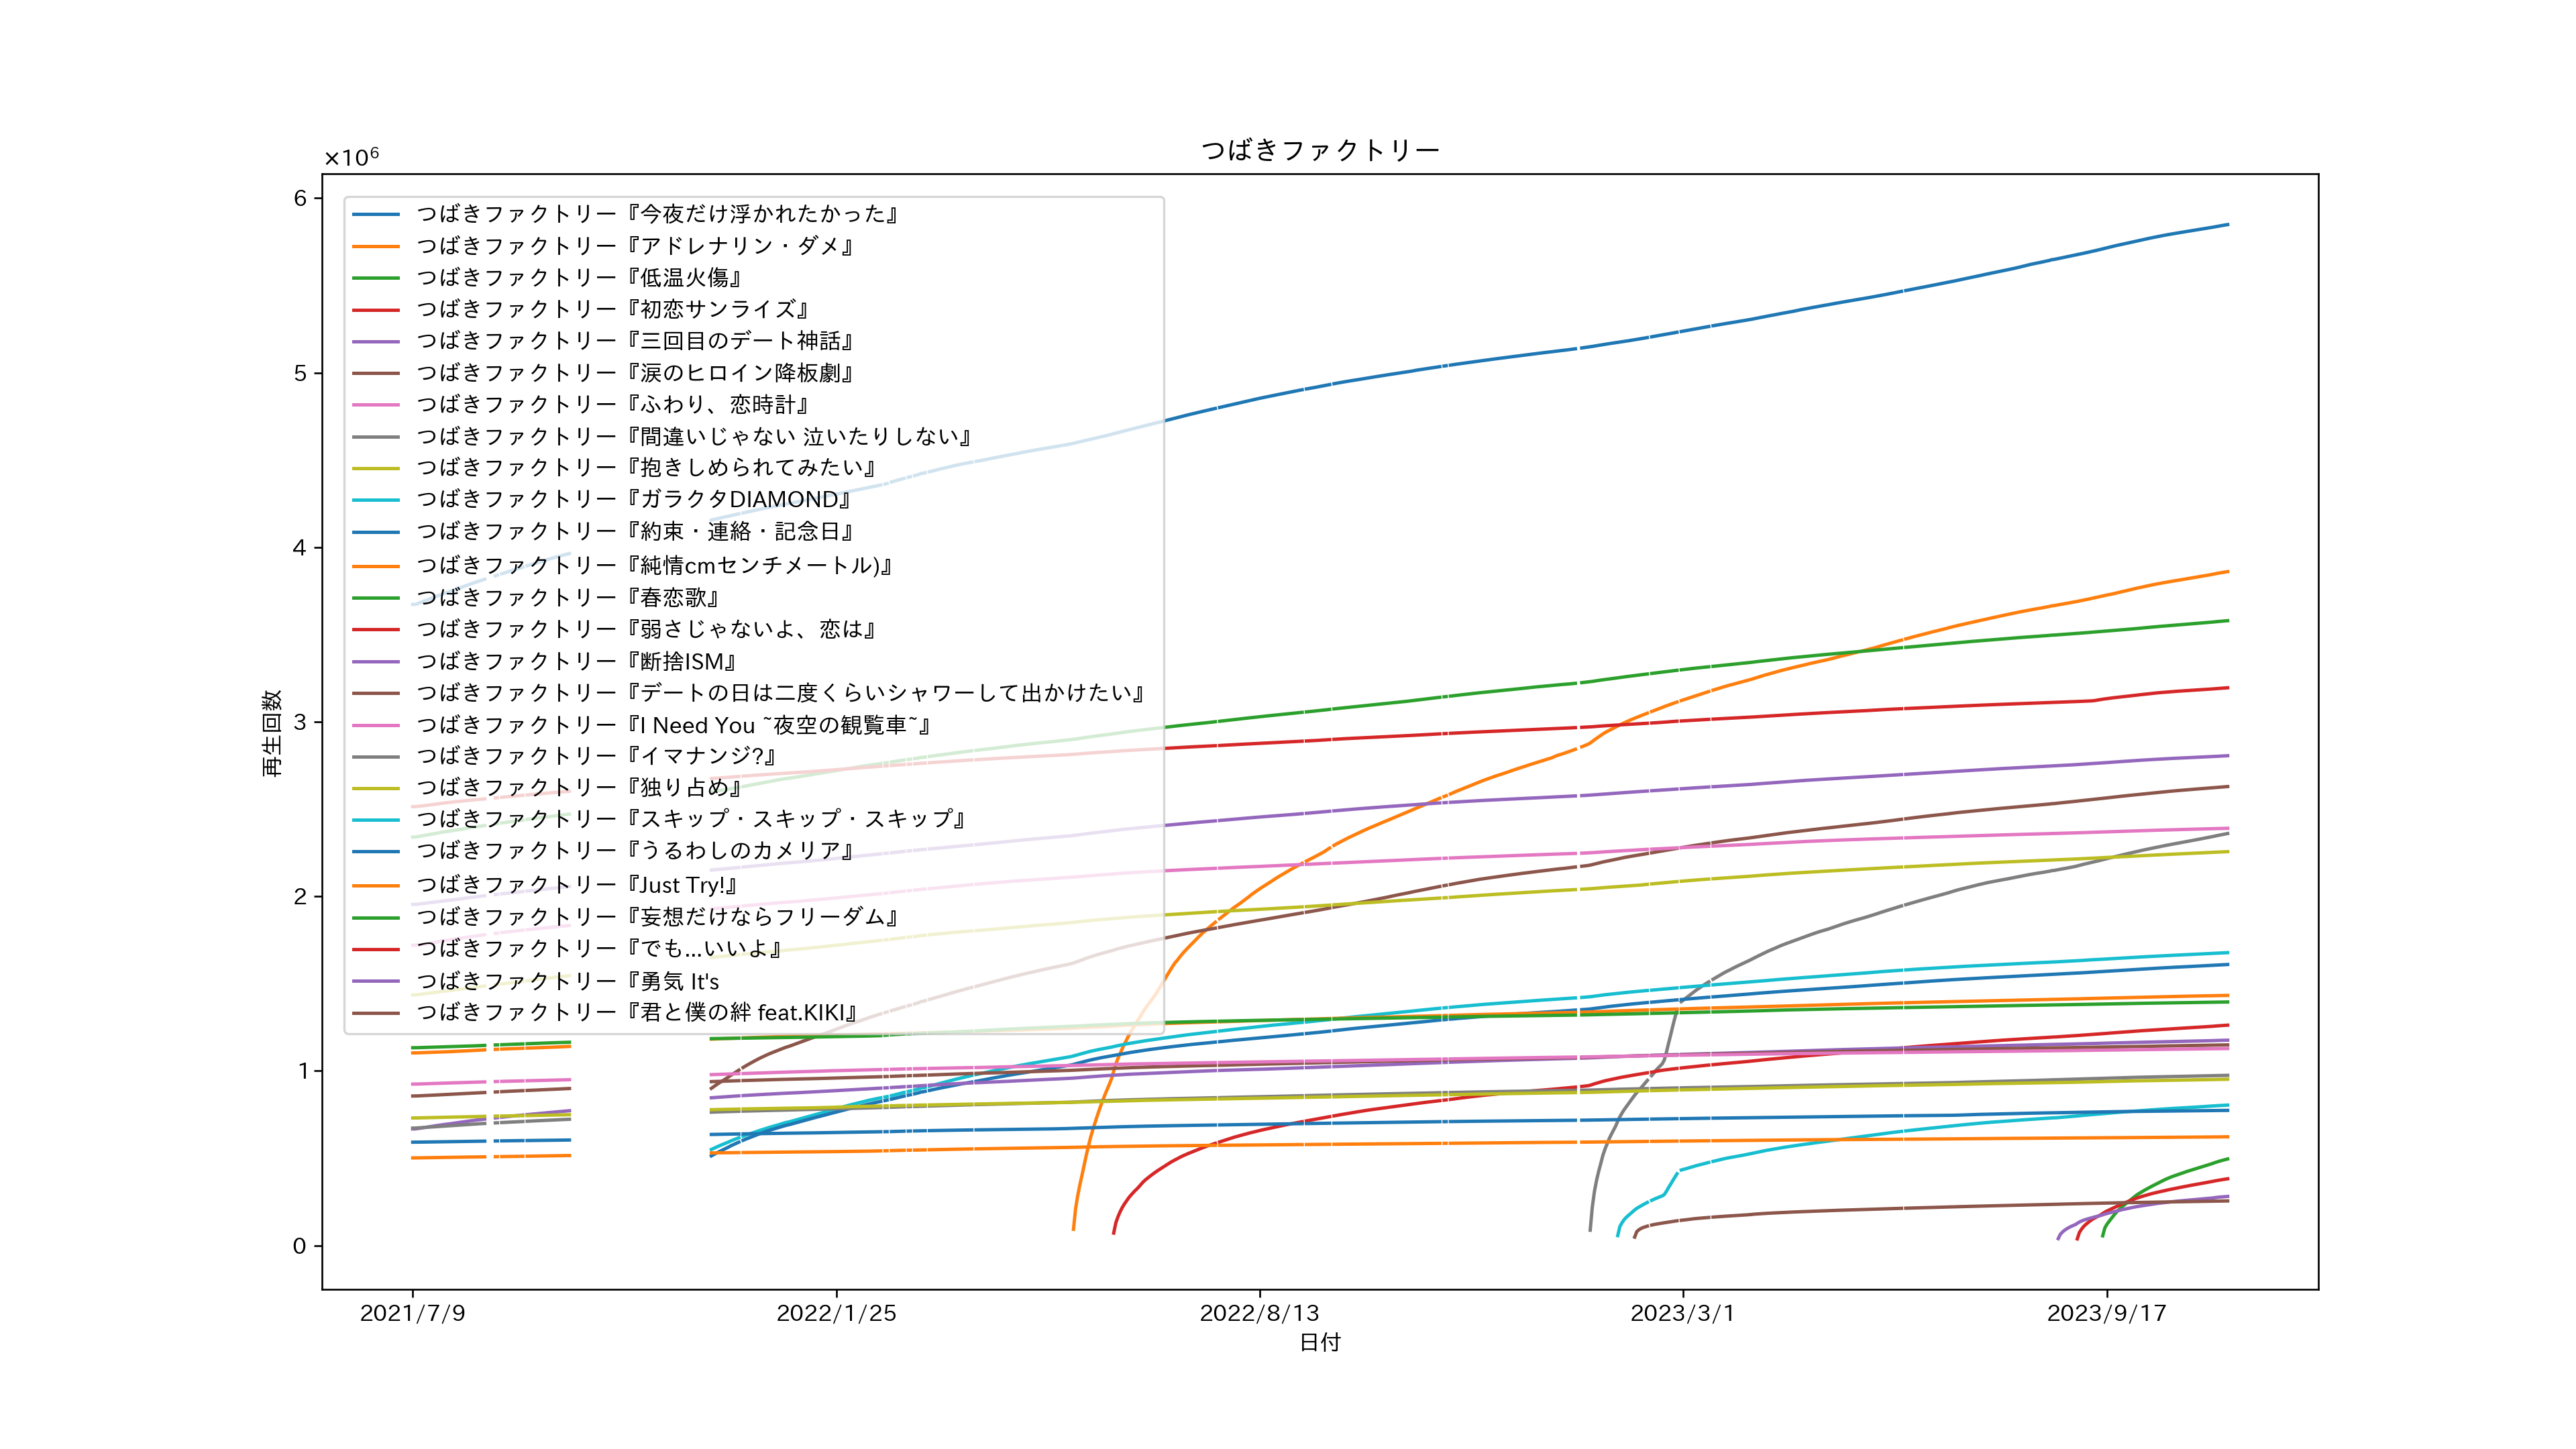 つばきファクトリー
×10⁶
6
5
4
3
2
1
0
再生回数
つばきファクトリー『今夜だけ浮かれたかった』
つばきファクトリー『アドレナリン・ダメ』
つばきファクトリー『低温火傷』
つばきファクトリー『初恋サンライズ』
つばきファクトリー『三回目のデート神話』
つばきファクトリー『涙のヒロイン降板劇』
つばきファクトリー『ふわり、恋時計』
つばきファクトリー『間違いじゃない 泣いたりしない』
つばきファクトリー『抱きしめられてみたい』
つばきファクトリー『ガラクタDIAMOND』
つばきファクトリー『約束・連絡・記念日』
つばきファクトリー『純情cmセンチメートル)』
つばきファクトリー『春恋歌』
つばきファクトリー『弱さじゃないよ、恋は』
つばきファクトリー『断捨ISM』
つばきファクトリー『デートの日は二度くらいシャワーして出かけたい』
つばきファクトリー『I Need You ~夜空の観覧車~』
つばきファクトリー『イマナンジ?』
つばきファクトリー『独り占め』
つばきファクトリー『スキップ・スキップ・スキップ』
つばきファクトリー『うるわしのカメリア』
つばきファクトリー『Just Try!』
つばきファクトリー『妄想だけならフリーダム』
つばきファクトリー『でも...いいよ』
つばきファクトリー『勇気 It's
つばきファクトリー『君と僕の絆 feat.KIKI』
2021/7/9 2022/1/25 2022/8/13 2023/3/1 2023/9/17
日付